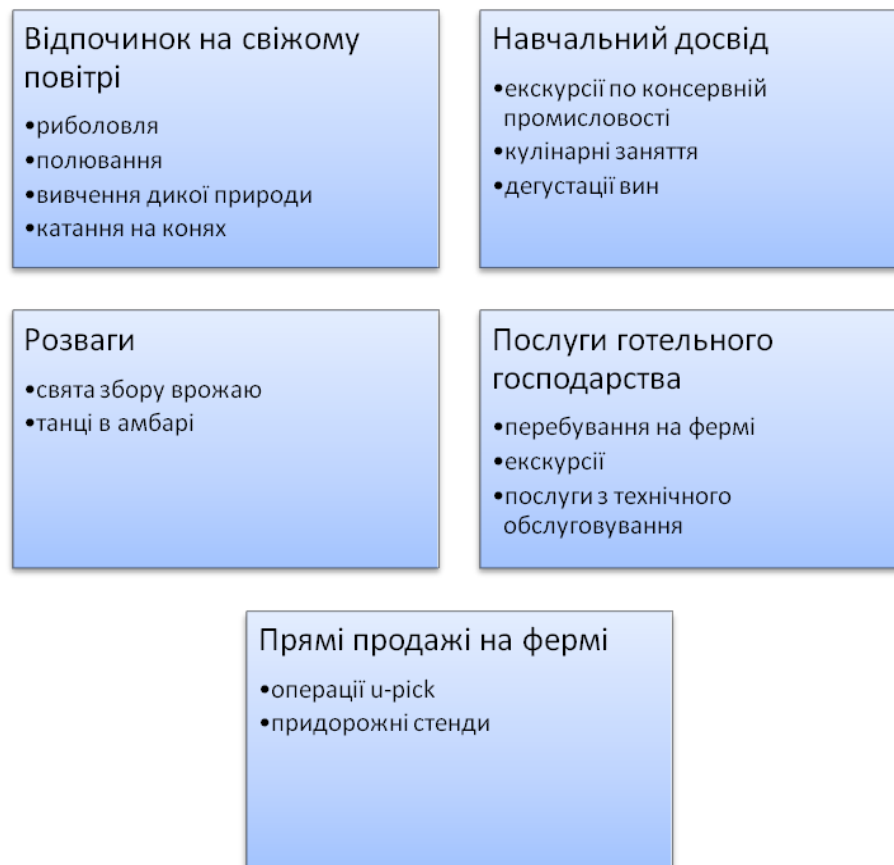 Відпочинок на свіжому
повітрі
•риболовля
•полювання
•вивчення дикої природи
•катання на конях
Навчальний досвід
•екскурсії по консервній
промисловості
•кулінарні заняття
•дегустації вин
Розваги
•свята збору врожаю
•танці в амбарі
Послуги готельного
господарства
•перебування на фермі
•екскурсії
•послуги з технічного
обслуговування
Прямі продажі на фермі
•операції u-pick
•придорожні стенди